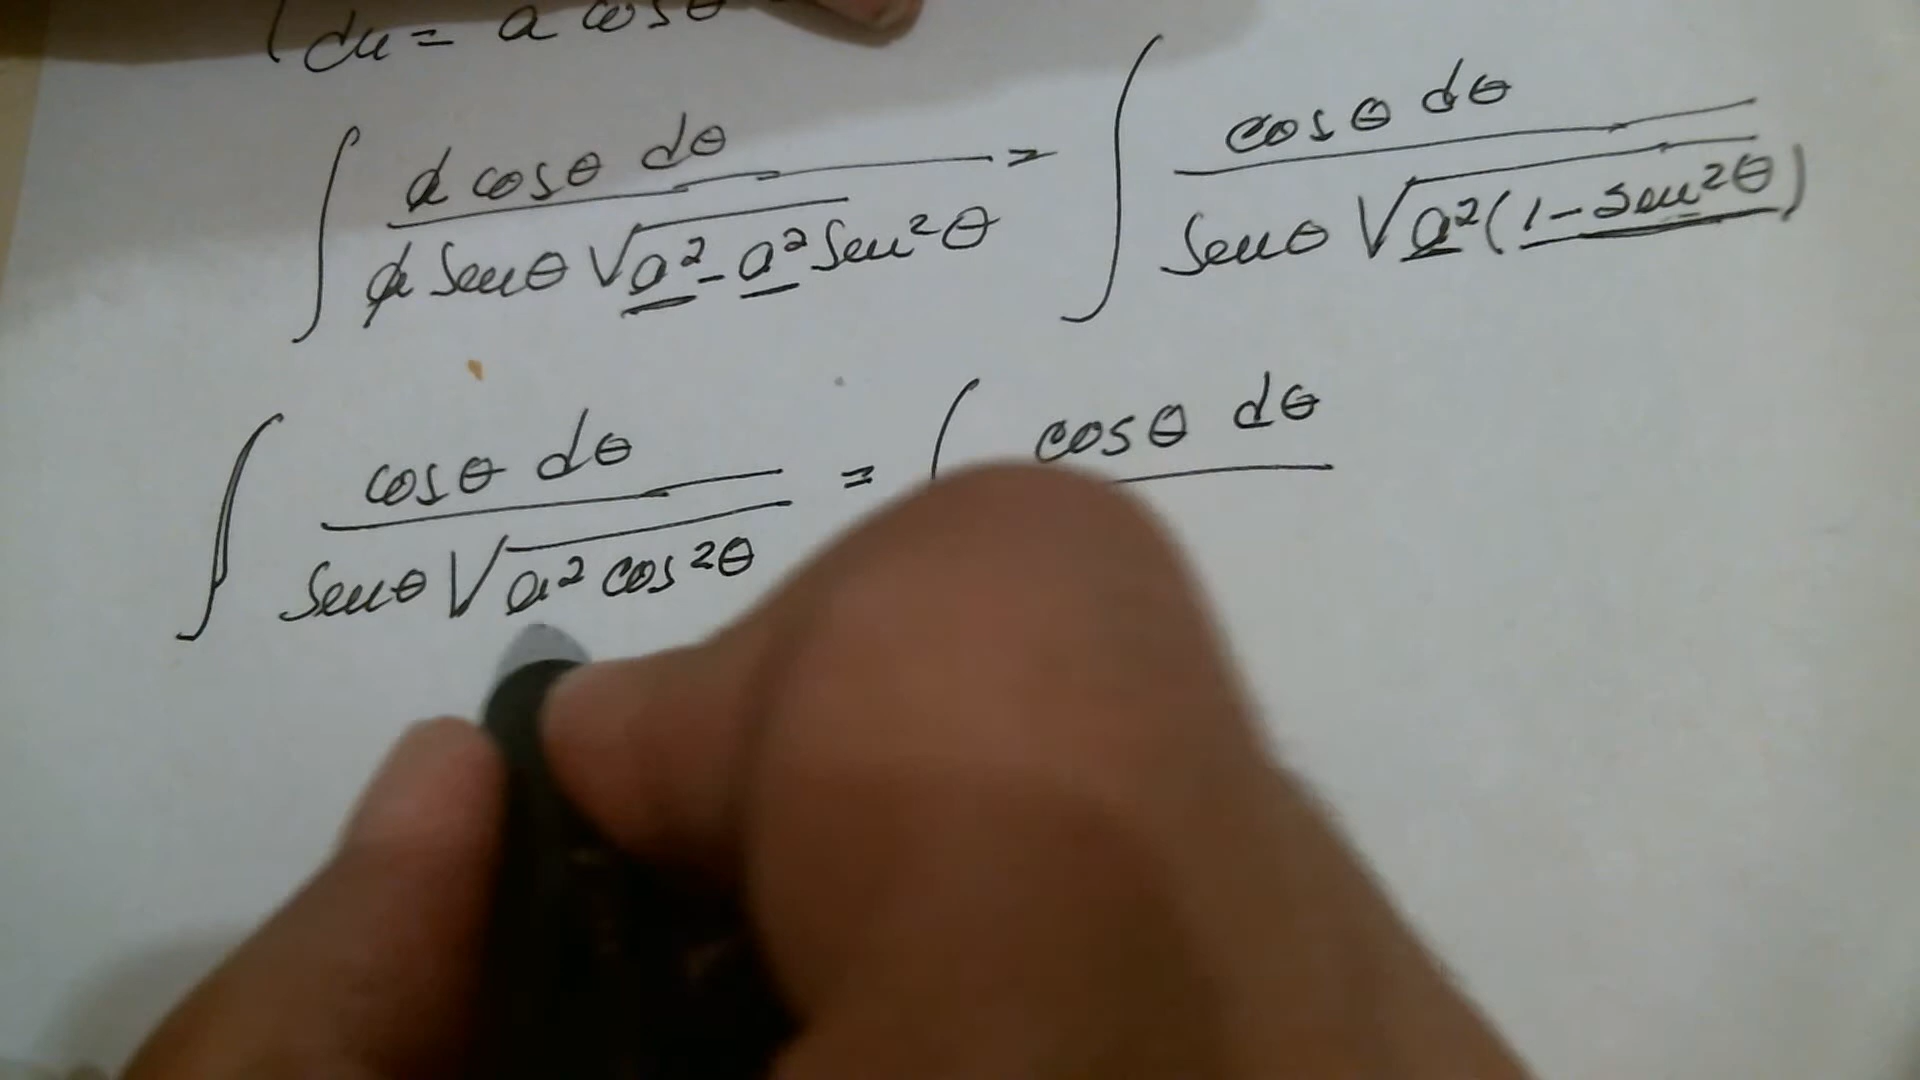 du = a cosθ
∫ a cosθ dθ / a Senθ √a² - a² Sen²θ = ∫ cosθ dθ / Senθ √a² (1 - Sen²θ)
∫ cosθ dθ / Senθ √a² cos²θ = ∫ cosθ dθ